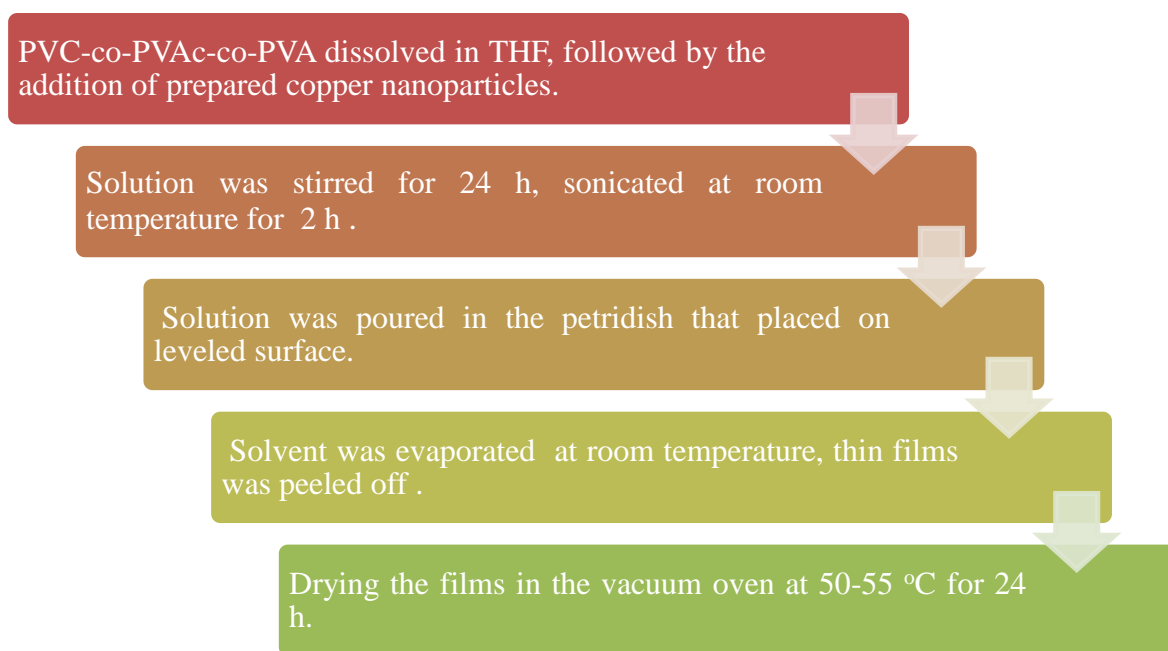 PVC-co-PVAc-co-PVA dissolved in THF, followed by the
addition of prepared copper nanoparticles.
Solution was stirred for 24 h, sonicated at room
temperature for 2 h .
Solution was poured in the petridish that placed on
leveled surface.
Solvent was evaporated at room temperature, thin films
was peeled off .
Drying the films in the vacuum oven at 50-55 °C for 24
h.